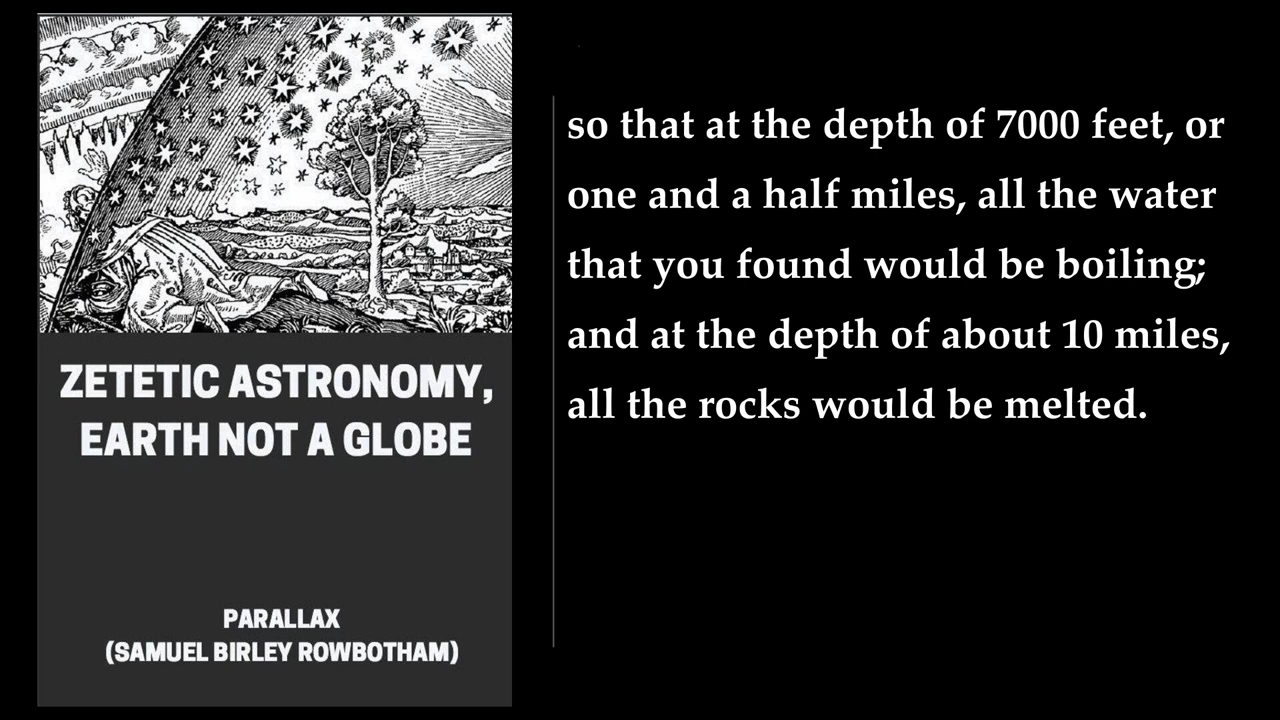 ZETETIC ASTRONOMY,
EARTH NOT A GLOBE
PARALLAX
(SAMUEL BIRLEY ROWBOTHAM)
so that at the depth of 7000 feet, or
one and a half miles, all the water
that you found would be boiling;
and at the depth of about 10 miles,
all the rocks would be melted.